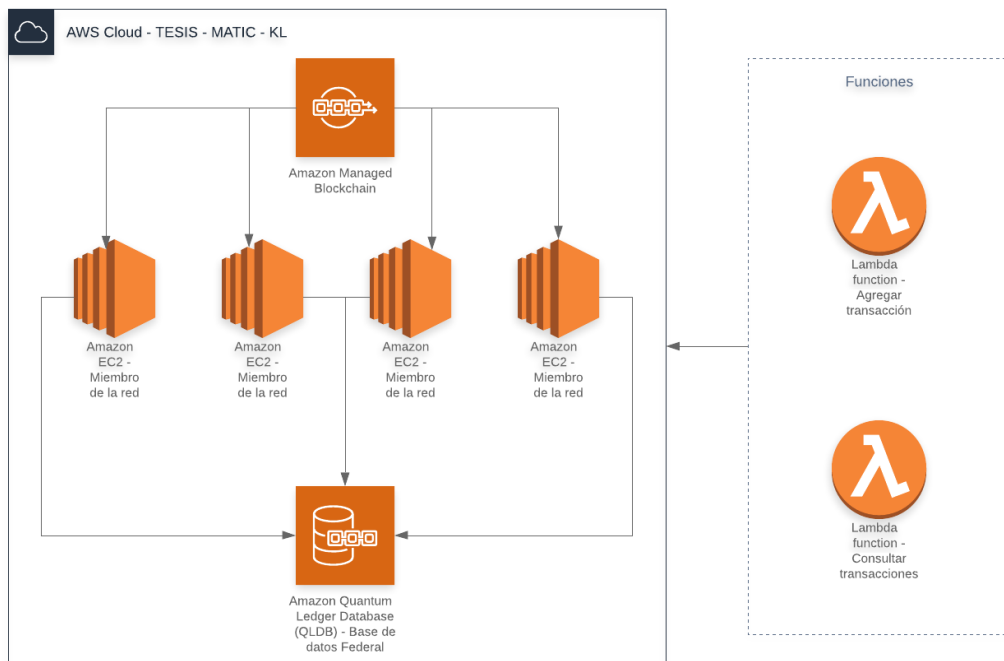 AWS Cloud - TESIS - MATIC - KL
Funciones
Amazon Managed
Blockchain
Lambda
function -
Agregar
transacción
Amazon
EC2 -
Miembro
de la red
Amazon
EC2 -
Miembro
de la red
Amazon
EC2 -
Miembro
de la red
Amazon
EC2 -
Miembro
de la red
Lambda
function -
Consultar
transacciones
Amazon Quantum
Ledger Database
(QLDB) - Base de
datos Federal